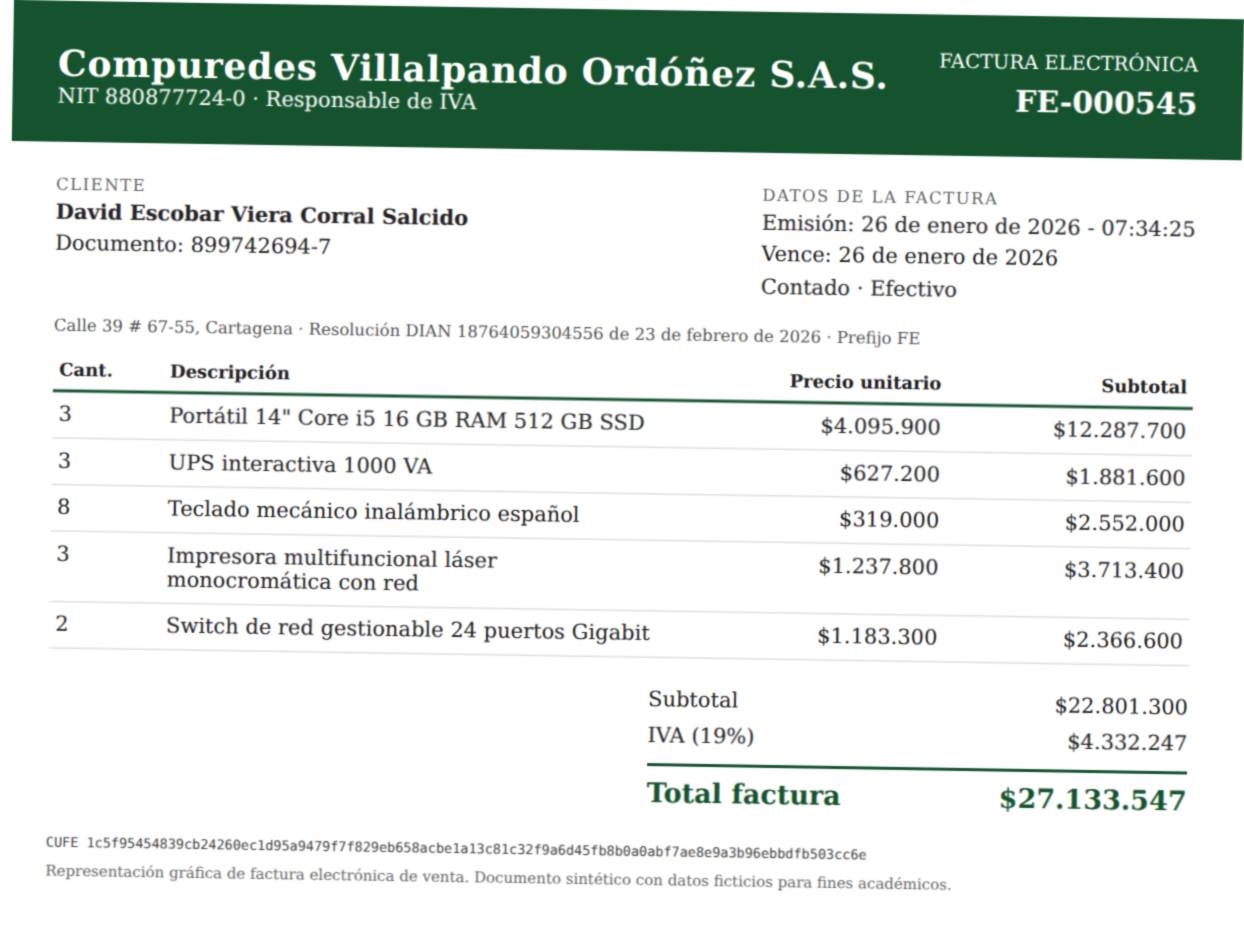 Compuredes Villalpando Ordóñez S.A.S.
NIT 880877724-0 · Responsable de IVA
FACTURA ELECTRÓNICA
FE-000545
CLIENTE
David Escobar Viera Corral Salcido
Documento: 899742694-7
DATOS DE LA FACTURA
Emisión: 26 de enero de 2026 - 07:34:25
Vence: 26 de enero de 2026
Contado · Efectivo
Calle 39 # 67-55, Cartagena · Resolución DIAN 18764059304556 de 23 de febrero de 2026 · Prefijo FE
Cant. Descripción Precio unitario Subtotal
3 Portátil 14" Core i5 16 GB RAM 512 GB SSD $4.095.900 $12.287.700
3 UPS interactiva 1000 VA $627.200 $1.881.600
8 Teclado mecánico inalámbrico español $319.000 $2.552.000
3 Impresora multifuncional láser $1.237.800 $3.713.400
monocromática con red
2 Switch de red gestionable 24 puertos Gigabit $1.183.300 $2.366.600
Subtotal $22.801.300
IVA (19%) $4.332.247
Total factura $27.133.547
CUFE 1c5f95454839cb24260ec1d95a9479f7f829eb658acbe1a13c81c32f9a6d45fb8b0a0abf7ae8e9a3b96ebbdfb503cc6e
Representación gráfica de factura electrónica de venta. Documento sintético con datos ficticios para fines académicos.